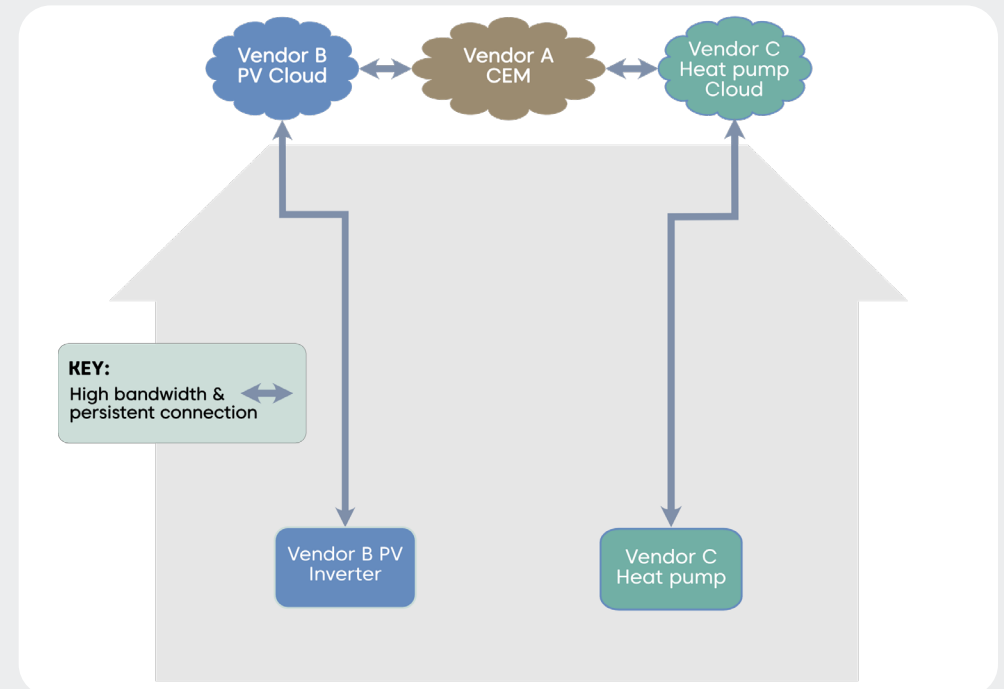 Vendor B
PV Cloud
Vendor A
CEM
Vendor C
Heat pump
Cloud
KEY:
High bandwidth &
persistent connection
Vendor B PV
Inverter
Vendor C
Heat pump